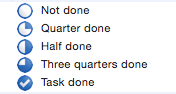 Not done
Quarter done
Half done
Three quarters done
Task done